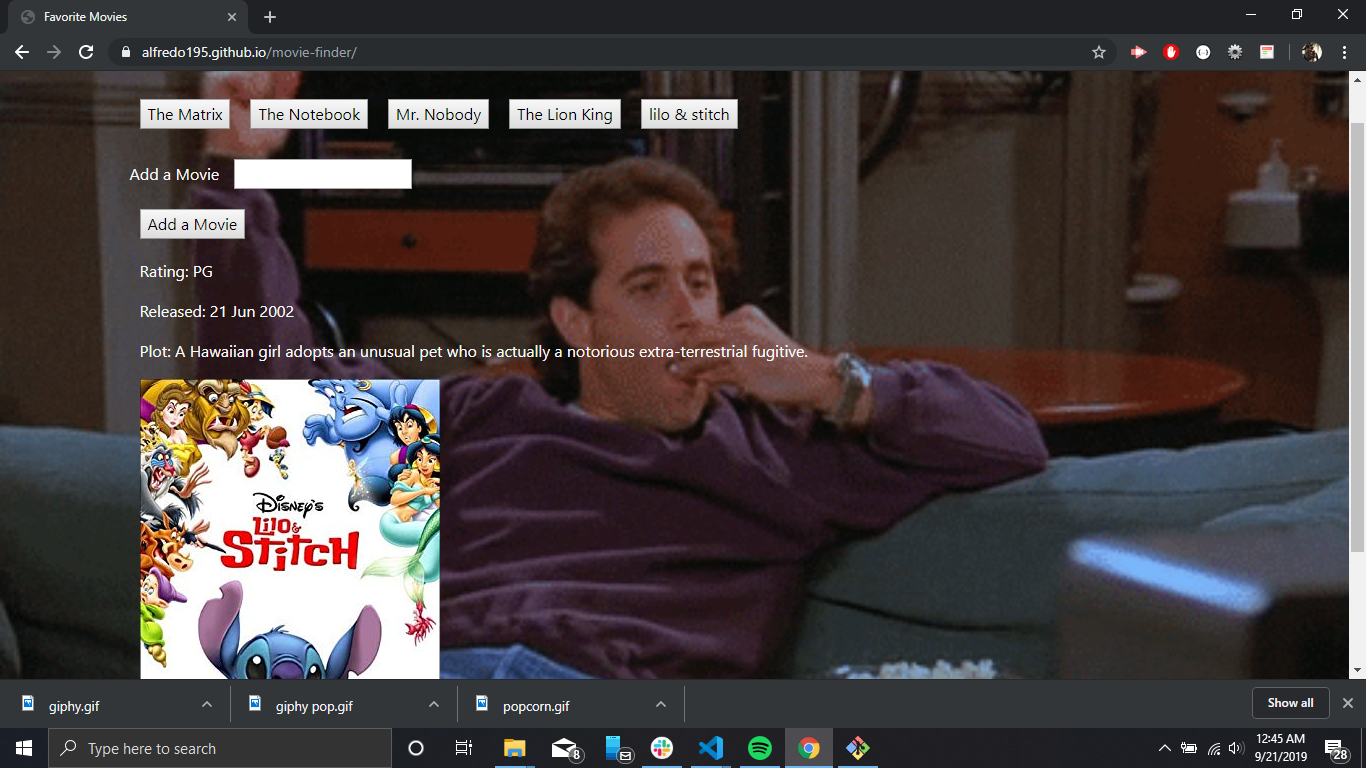 Favorite Movies
alfredo195.github.io/movie-finder/
The Matrix
The Notebook
Mr. Nobody
The Lion King
lilo & stitch
Add a Movie
Add a Movie
Rating: PG
Released: 21 Jun 2002
Plot: A Hawaiian girl adopts an unusual pet who is actually a notorious extra-terrestrial fugitive.
DISNEY'S
LILO &
STITCH
giphy.gif
giphy pop.gif
popcorn.gif
Show all
Type here to search
8
12:45 AM
9/21/2019
28